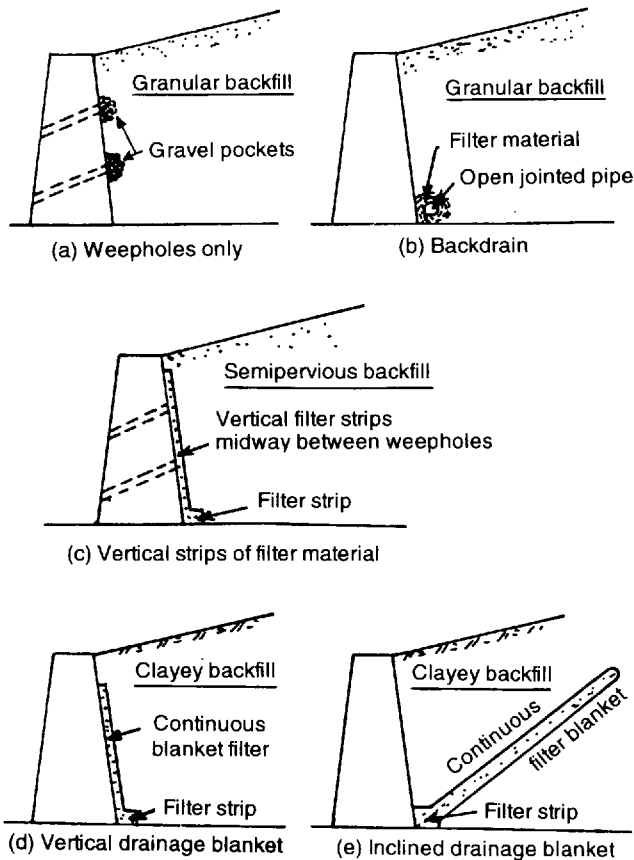 Granular backfill
Gravel pockets
(a) Weepholes only
Granular backfill
Filter material
Open jointed pipe
(b) Backdrain
Semipervious backfill
Vertical filter strips
midway between weepholes
Filter strip
(c) Vertical strips of filter material
Clayey backfill
Continuous
blanket filter
Filter strip
(d) Vertical drainage blanket
Clayey backfill
Continuous
filter blanket
Filter strip
(e) Inclined drainage blanket